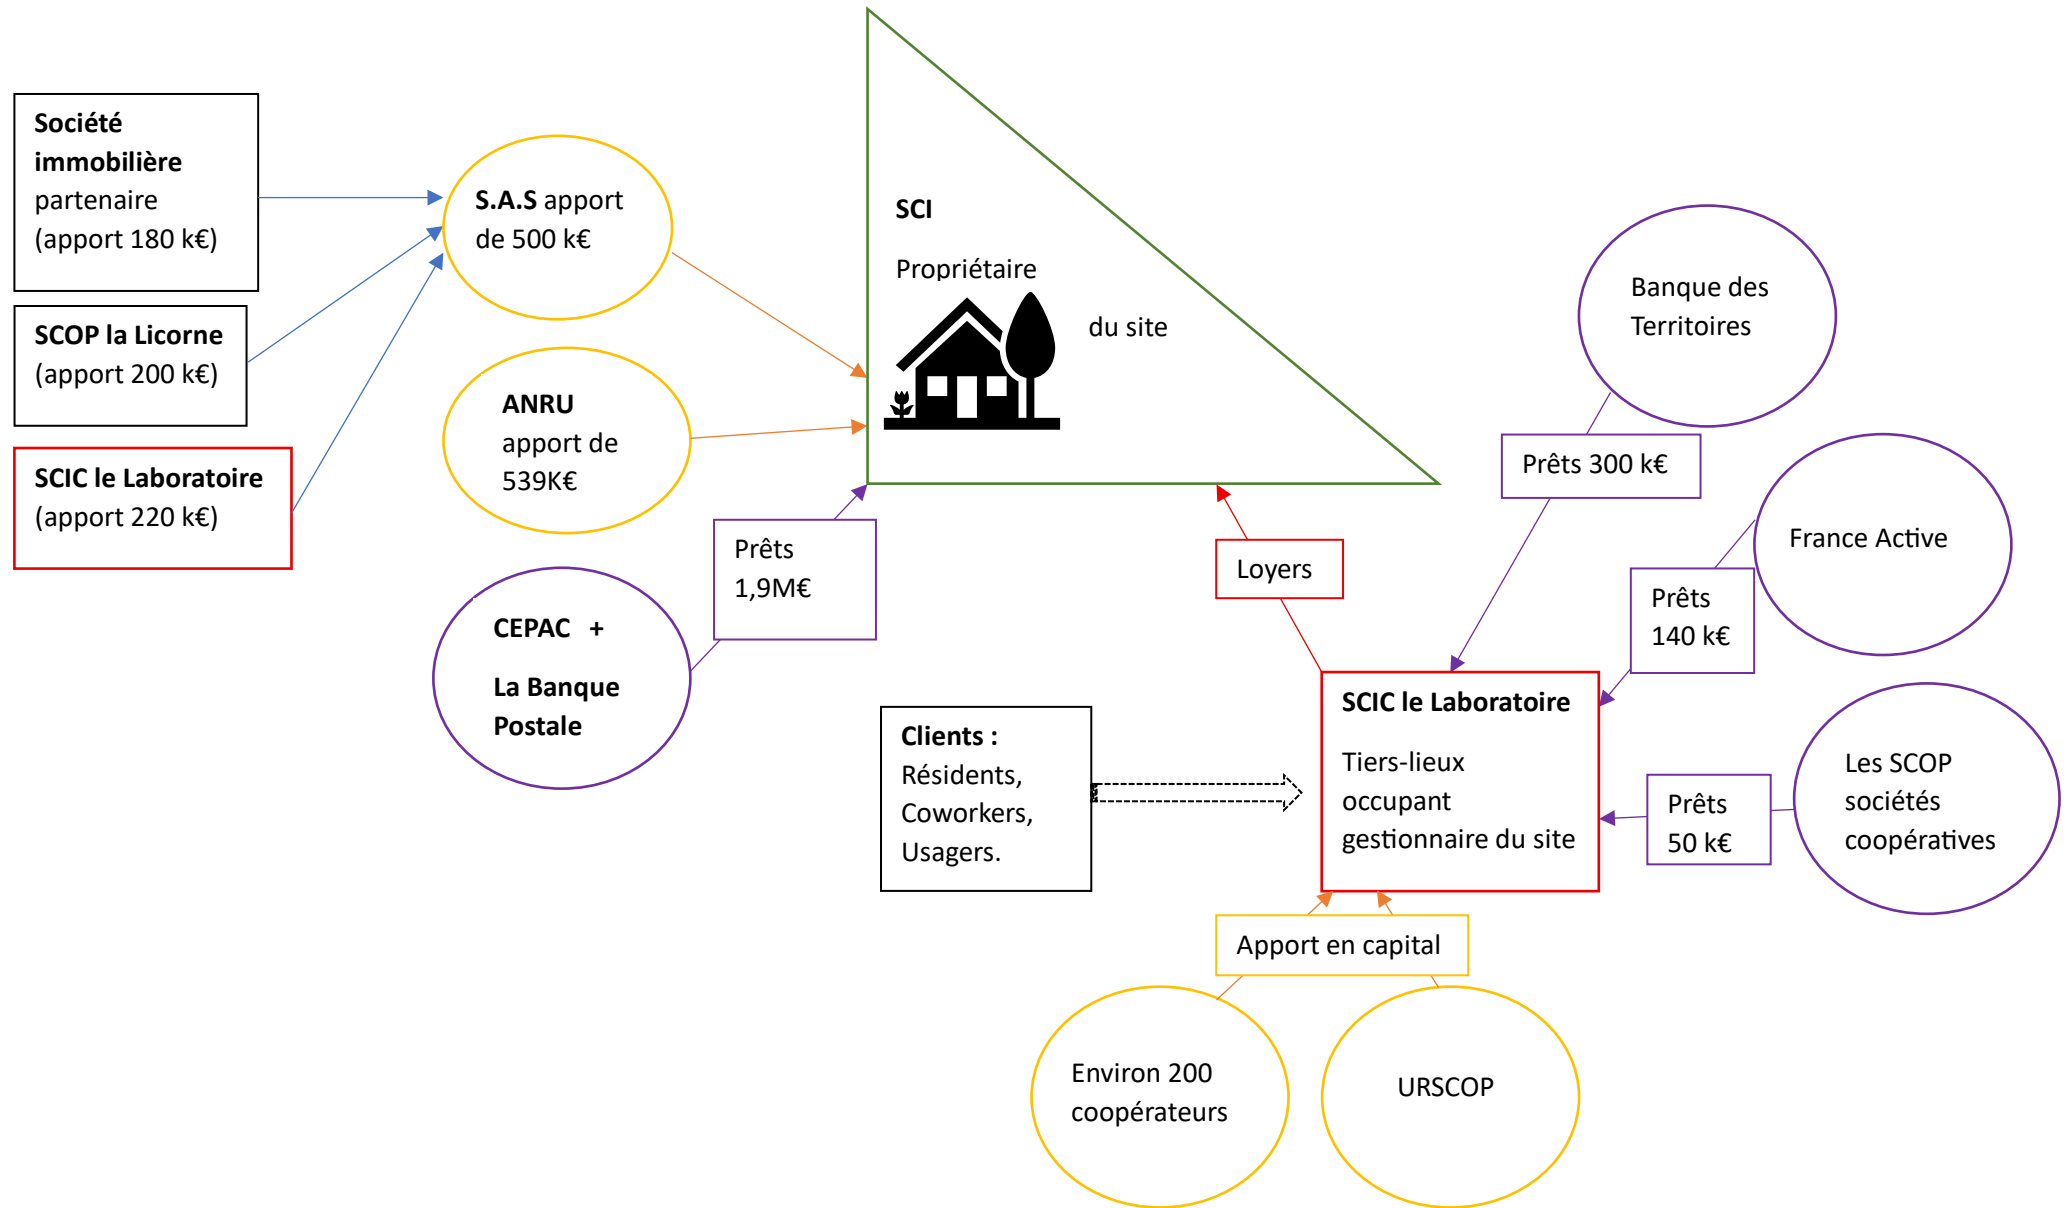 Société
immobilière
partenaire
(apport 180 k€)
SCOP la Licorne
(apport 200 k€)
SCIC le Laboratoire
(apport 220 k€)
S.A.S apport
de 500 k€
ANRU
apport de
539K€
CEPAC +
La Banque
Postale
Prêts
1,9M€
SCI
Propriétaire
du site
Loyers
Clients :
Résidents,
Coworkers,
Usagers.
SCIC le Laboratoire
Tiers-lieux
occupant
gestionnaire du site
Banque des
Territoires
Prêts 300 k€
France Active
Prêts
140 k€
Les SCOP
sociétés
coopératives
Prêts
50 k€
Apport en capital
Environ 200
coopérateurs
URSCOP